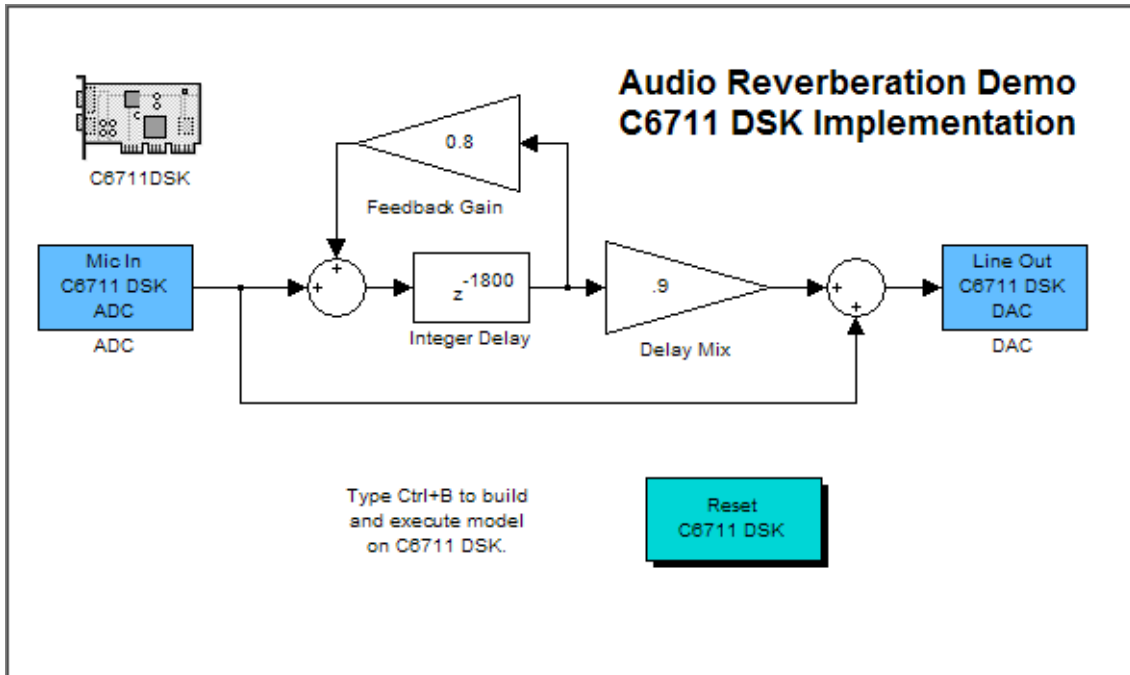 Audio Reverberation Demo
C6711 DSK Implementation
C6711DSK
0.8
Feedback Gain
Mic In
C6711 DSK
ADC
ADC
+
+
z-1800
Integer Delay
.9
Delay Mix
+
+
Line Out
C6711 DSK
DAC
DAC
Type Ctrl+B to build
and execute model
on C6711 DSK.
Reset
C6711 DSK